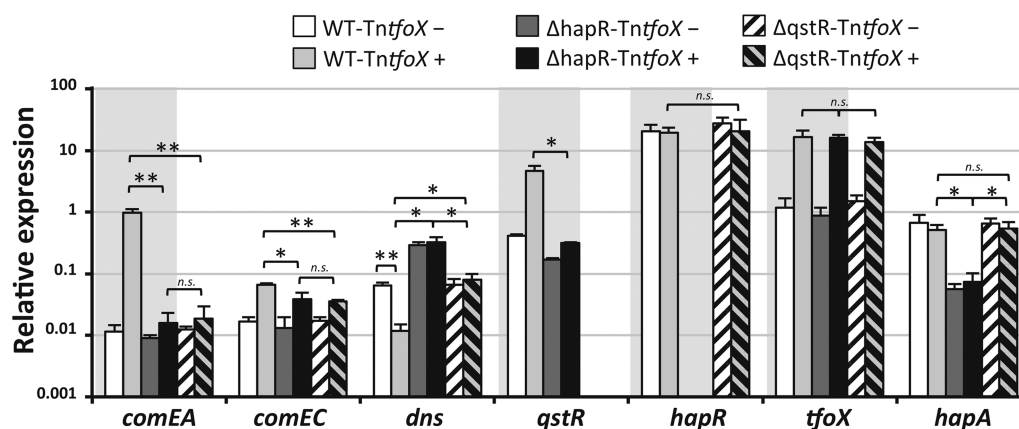 WT-TntfoX – ΔhapR-TntfoX – ΔqstR-TntfoX –
WT-TntfoX + ΔhapR-TntfoX + ΔqstR-TntfoX +
Relative expression
100
10
1
0.1
0.01
0.001
**
**
n.s.
**
*
n.s.
*
* *
**
*
n.s.
n.s.
n.s.
* *
comEA comEC dns qstR hapR tfoX hapA